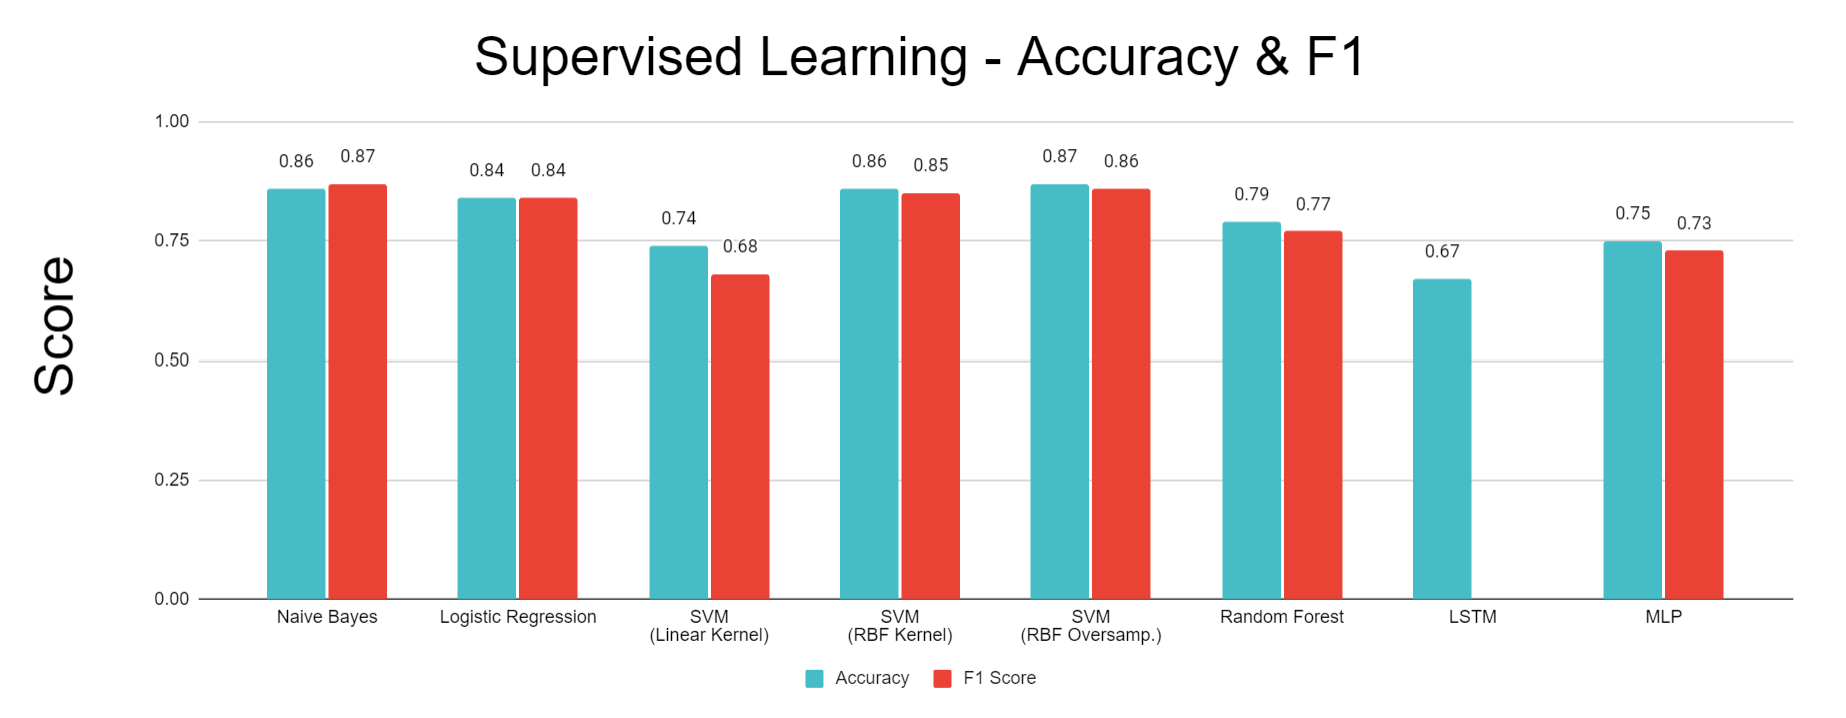 Supervised Learning - Accuracy & F1
Score
1.00
0.75
0.50
0.25
0.00
0.86 0.87
0.84 0.84
0.74 0.68
0.86 0.85
0.87 0.86
0.79 0.77
0.67
0.75 0.73
Naive Bayes
Logistic Regression
SVM
(Linear Kernel)
SVM
(RBF Kernel)
SVM
(RBF Oversamp.)
Random Forest
LSTM
MLP
Accuracy F1 Score